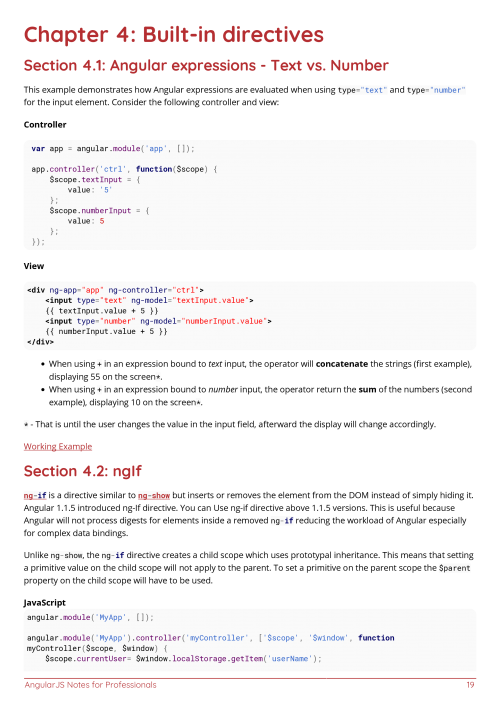 Chapter 4: Built-in directives
Section 4.1: Angular expressions - Text vs. Number
This example demonstrates how Angular expressions are evaluated when using type="text" and type="number"
for the input element. Consider the following controller and view:
Controller
var app = angular.module('app', []);
app.controller('ctrl', function($scope) {
    $scope.textInput = {
        value: '5'
    };
    $scope.numberInput = {
        value: 5
    };
});
View
<div ng-app="app" ng-controller="ctrl">
    <input type="text" ng-model="textInput.value">
    {{ textInput.value + 5 }}
    <input type="number" ng-model="numberInput.value">
    {{ numberInput.value + 5 }}
</div>
• When using + in an expression bound to text input, the operator will concatenate the strings (first example),
displaying 55 on the screen*.
• When using + in an expression bound to number input, the operator return the sum of the numbers (second
example), displaying 10 on the screen*.
* - That is until the user changes the value in the input field, afterward the display will change accordingly.
Working Example
Section 4.2: ngIf
ng-if is a directive similar to ng-show but inserts or removes the element from the DOM instead of simply hiding it.
Angular 1.1.5 introduced ng-If directive. You can Use ng-if directive above 1.1.5 versions. This is useful because
Angular will not process digests for elements inside a removed ng-if reducing the workload of Angular especially
for complex data bindings.
Unlike ng-show, the ng-if directive creates a child scope which uses prototypal inheritance. This means that setting
a primitive value on the child scope will not apply to the parent. To set a primitive on the parent scope the $parent
property on the child scope will have to be used.
JavaScript
angular.module('MyApp', []);
angular.module('MyApp').controller('myController', ['$scope', '$window', function
myController($scope, $window) {
    $scope.currentUser= $window.localStorage.getItem('userName');
AngularJS Notes for Professionals
19